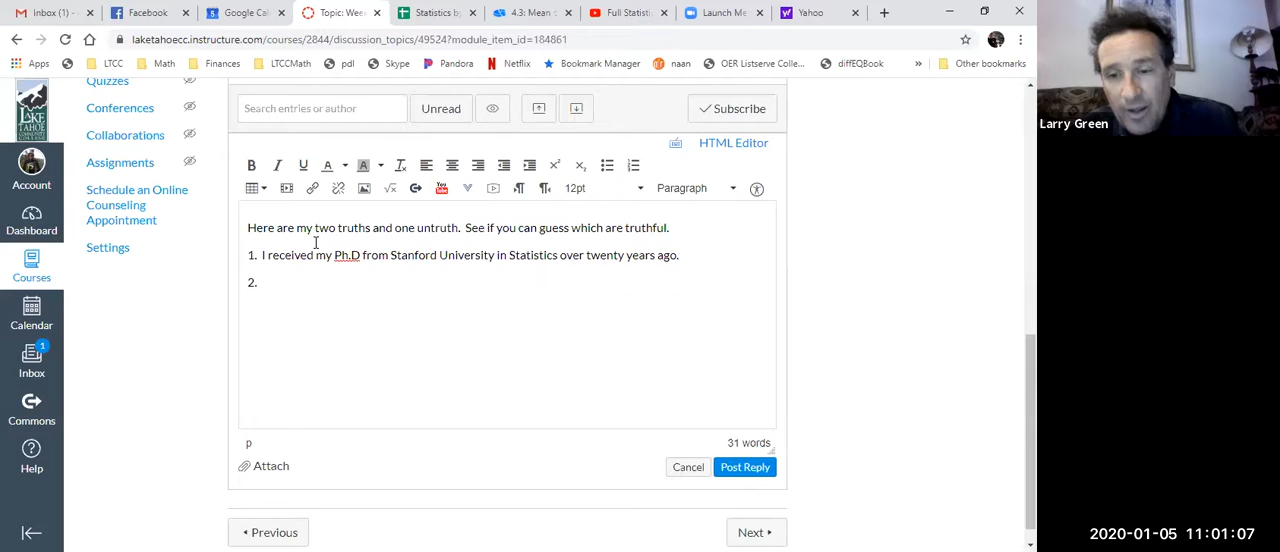 Inbox (1) -
Facebook
Google Cal
Topic: Wee
Statistics b
4.3: Mean
Full Statisti
Launch Me
Yahoo
laketahoecc.instructure.com/courses/2844/discussion_topics/49524?module_item_id=184861
Apps
LTCC
Math
Finances
LTCCMath
pdl
Skype
Pandora
Netflix
Bookmark Manager
naan
OER Listserve Colle...
diffEQBook
»
Other bookmarks
LAKE
TAHOE
Account
Dashboard
Courses
Calendar
1
Inbox
Commons
Help
Quizzes
Conferences
Collaborations
Assignments
Schedule an Online
Counseling
Appointment
Settings
Search entries or author
Unread
Subscribe
HTML Editor
B I U A A
12pt
Paragraph
Here are my two truths and one untruth. See if you can guess which are truthful.
1. I received my Ph.D from Stanford University in Statistics over twenty years ago.
2.
p
31 words
Attach
Cancel
Post Reply
Previous
Next
Larry Green
2020-01-05 11:01:07